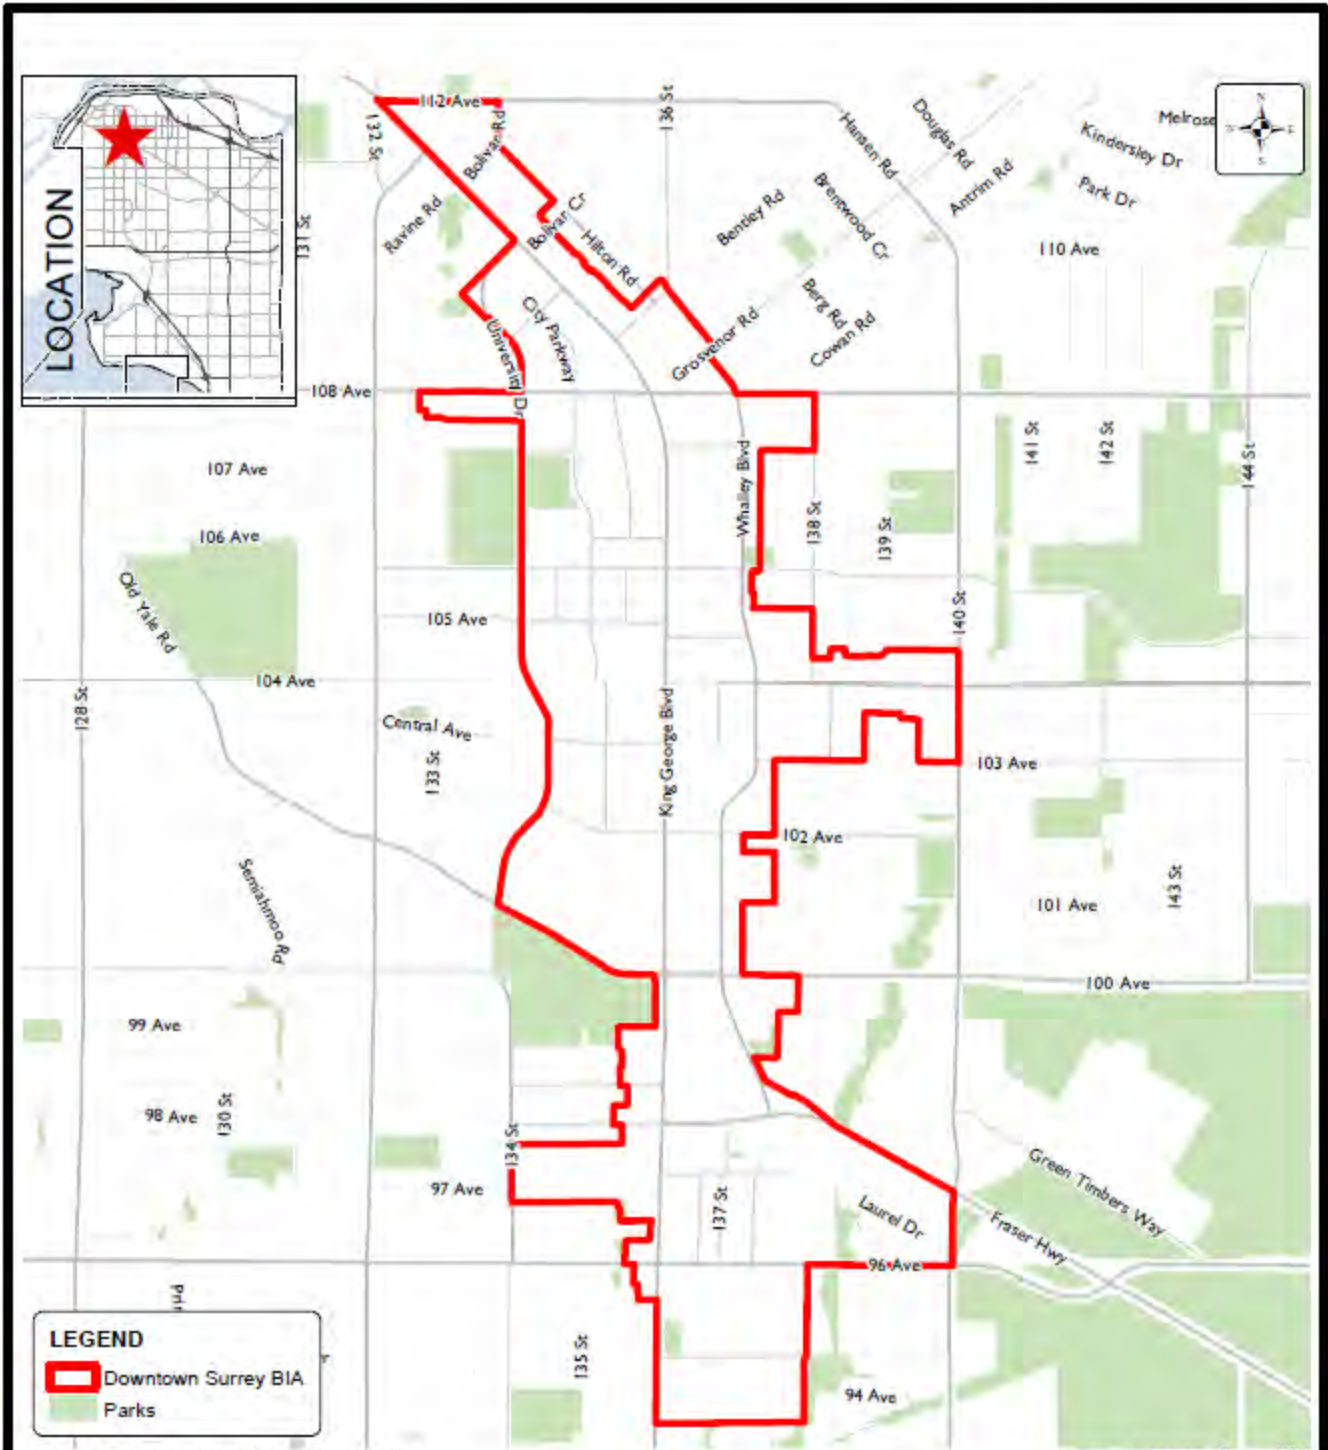 112 Ave
136 St
132 St
Bolivar Rd
Hansen Rd
Douglas Rd
Melrose
Kindersley Dr
N
E
S
W
Antrim Rd
Park Dr
Brentwood Cr
Bentley Rd
Ravine Rd
Bolivar Cr
Hilton Rd
131 St
110 Ave
LOCATION
City Parkway
University Dr
Grosvenor Rd
Berg Rd
Cowan Rd
108 Ave
107 Ave
Whalley Blvd
141 St
142 St
144 St
106 Ave
138 St
139 St
Old Yale Rd
105 Ave
140 St
104 Ave
128 St
Central Ave
133 St
King George Blvd
103 Ave
102 Ave
Semiahmoo Rd
101 Ave
143 St
100 Ave
99 Ave
98 Ave
130 St
134 St
97 Ave
137 St
Laurel Dr
Green Timbers Way
Fraser Hwy
96 Ave
135 St
94 Ave
LEGEND
Downtown Surrey BIA
Parks